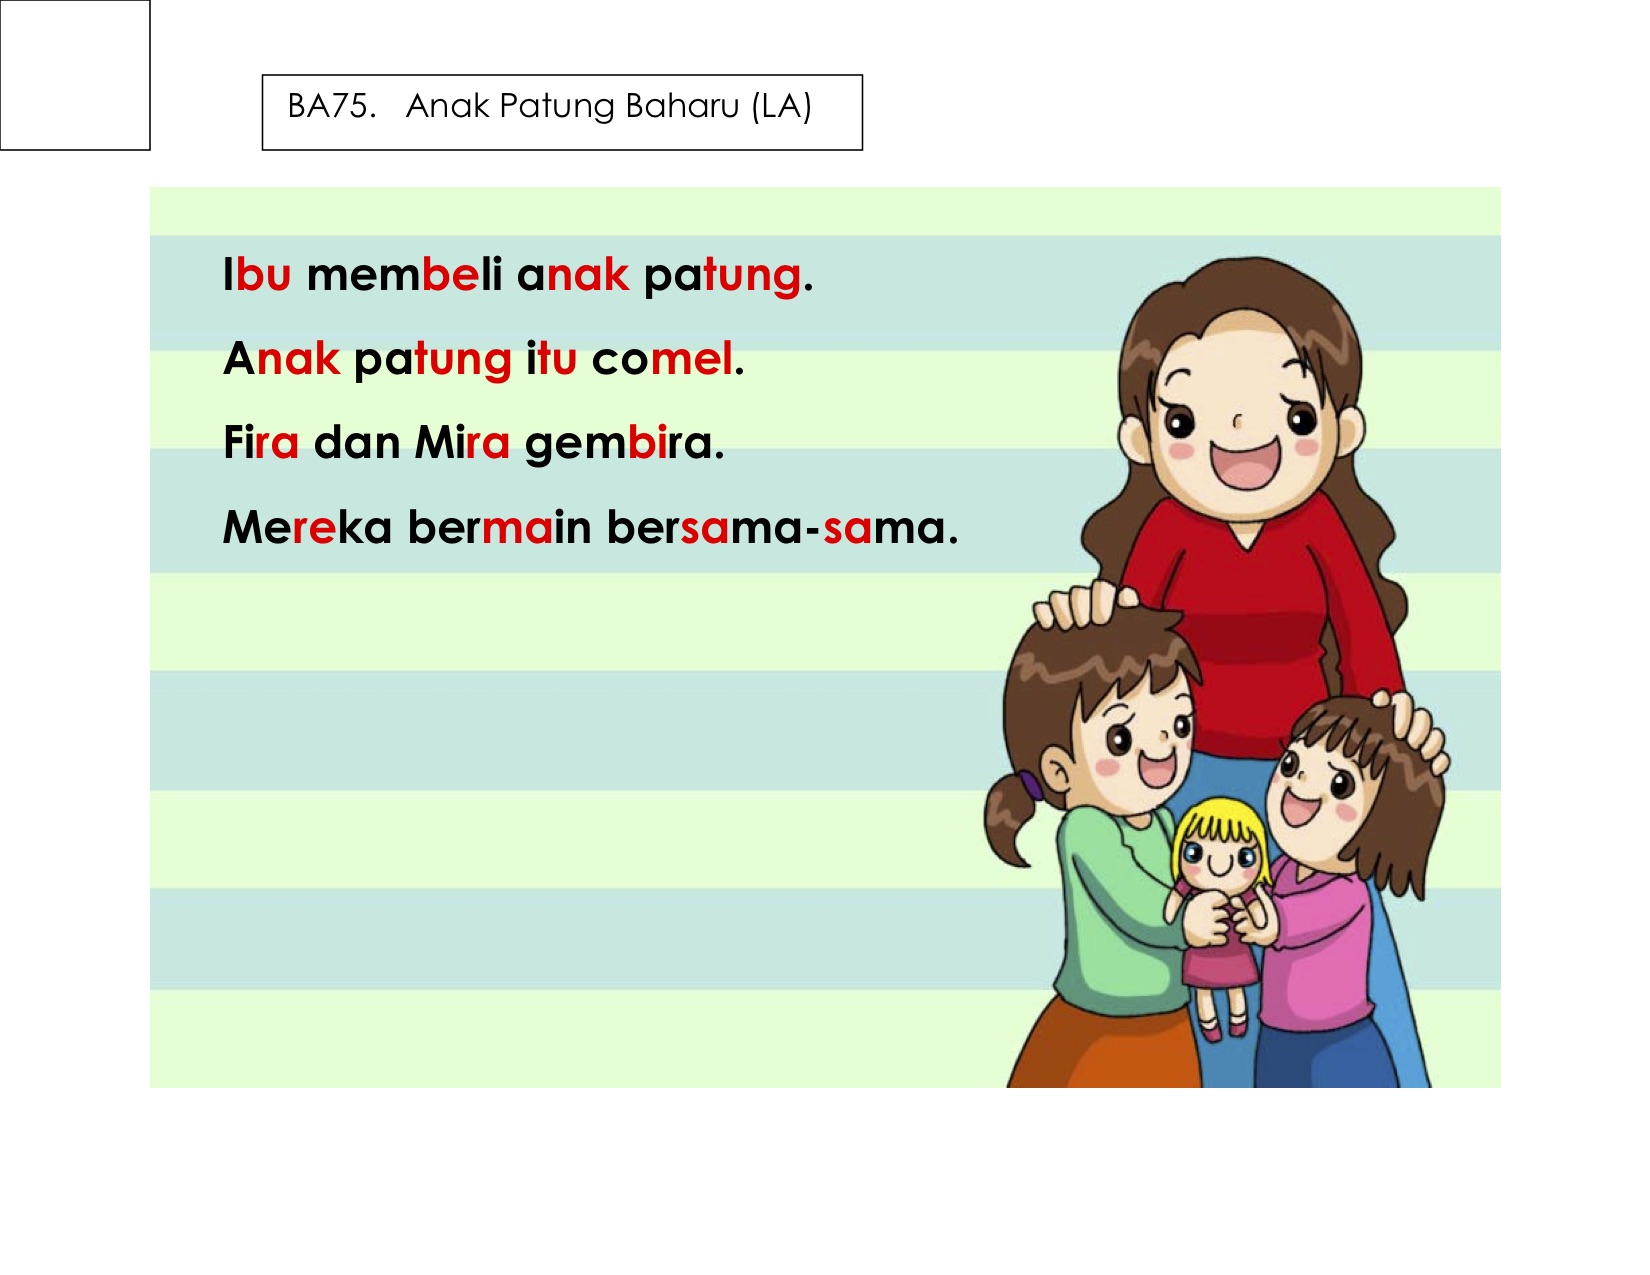 BA75. Anak Patung Baharu (LA)
Ibu membeli anak patung.
Anak patung itu comel.
Fira dan Mira gembira.
Mereka bermain bersama-sama.